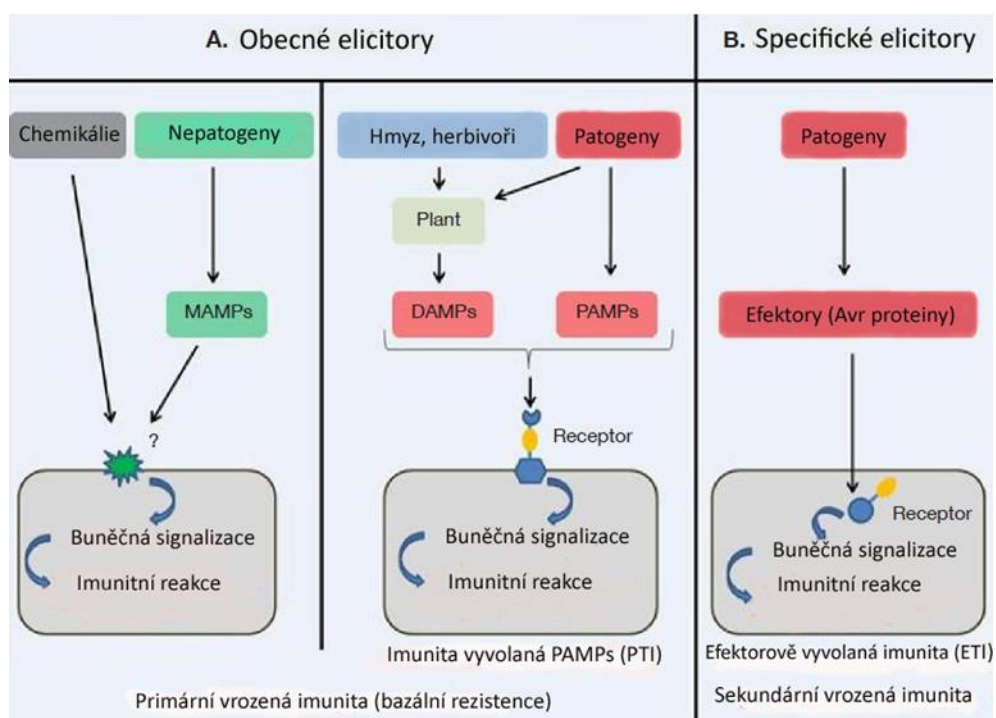 A. Obecné elicitory
B. Specifické elicitory
Chemikálie
Nepatogeny
Hmyz, herbivoři
Patogeny
Patogeny
Plant
MAMPs
DAMPs
PAMPs
Efektory (Avr proteiny)
?
Receptor
Receptor
Buněčná signalizace
Imunitní reakce
Buněčná signalizace
Imunitní reakce
Buněčná signalizace
Imunitní reakce
Imunita vyvolaná PAMPs (PTI)
Efektorově vyvolaná imunita (ETI)
Primární vrozená imunita (bazální rezistence)
Sekundární vrozená imunita